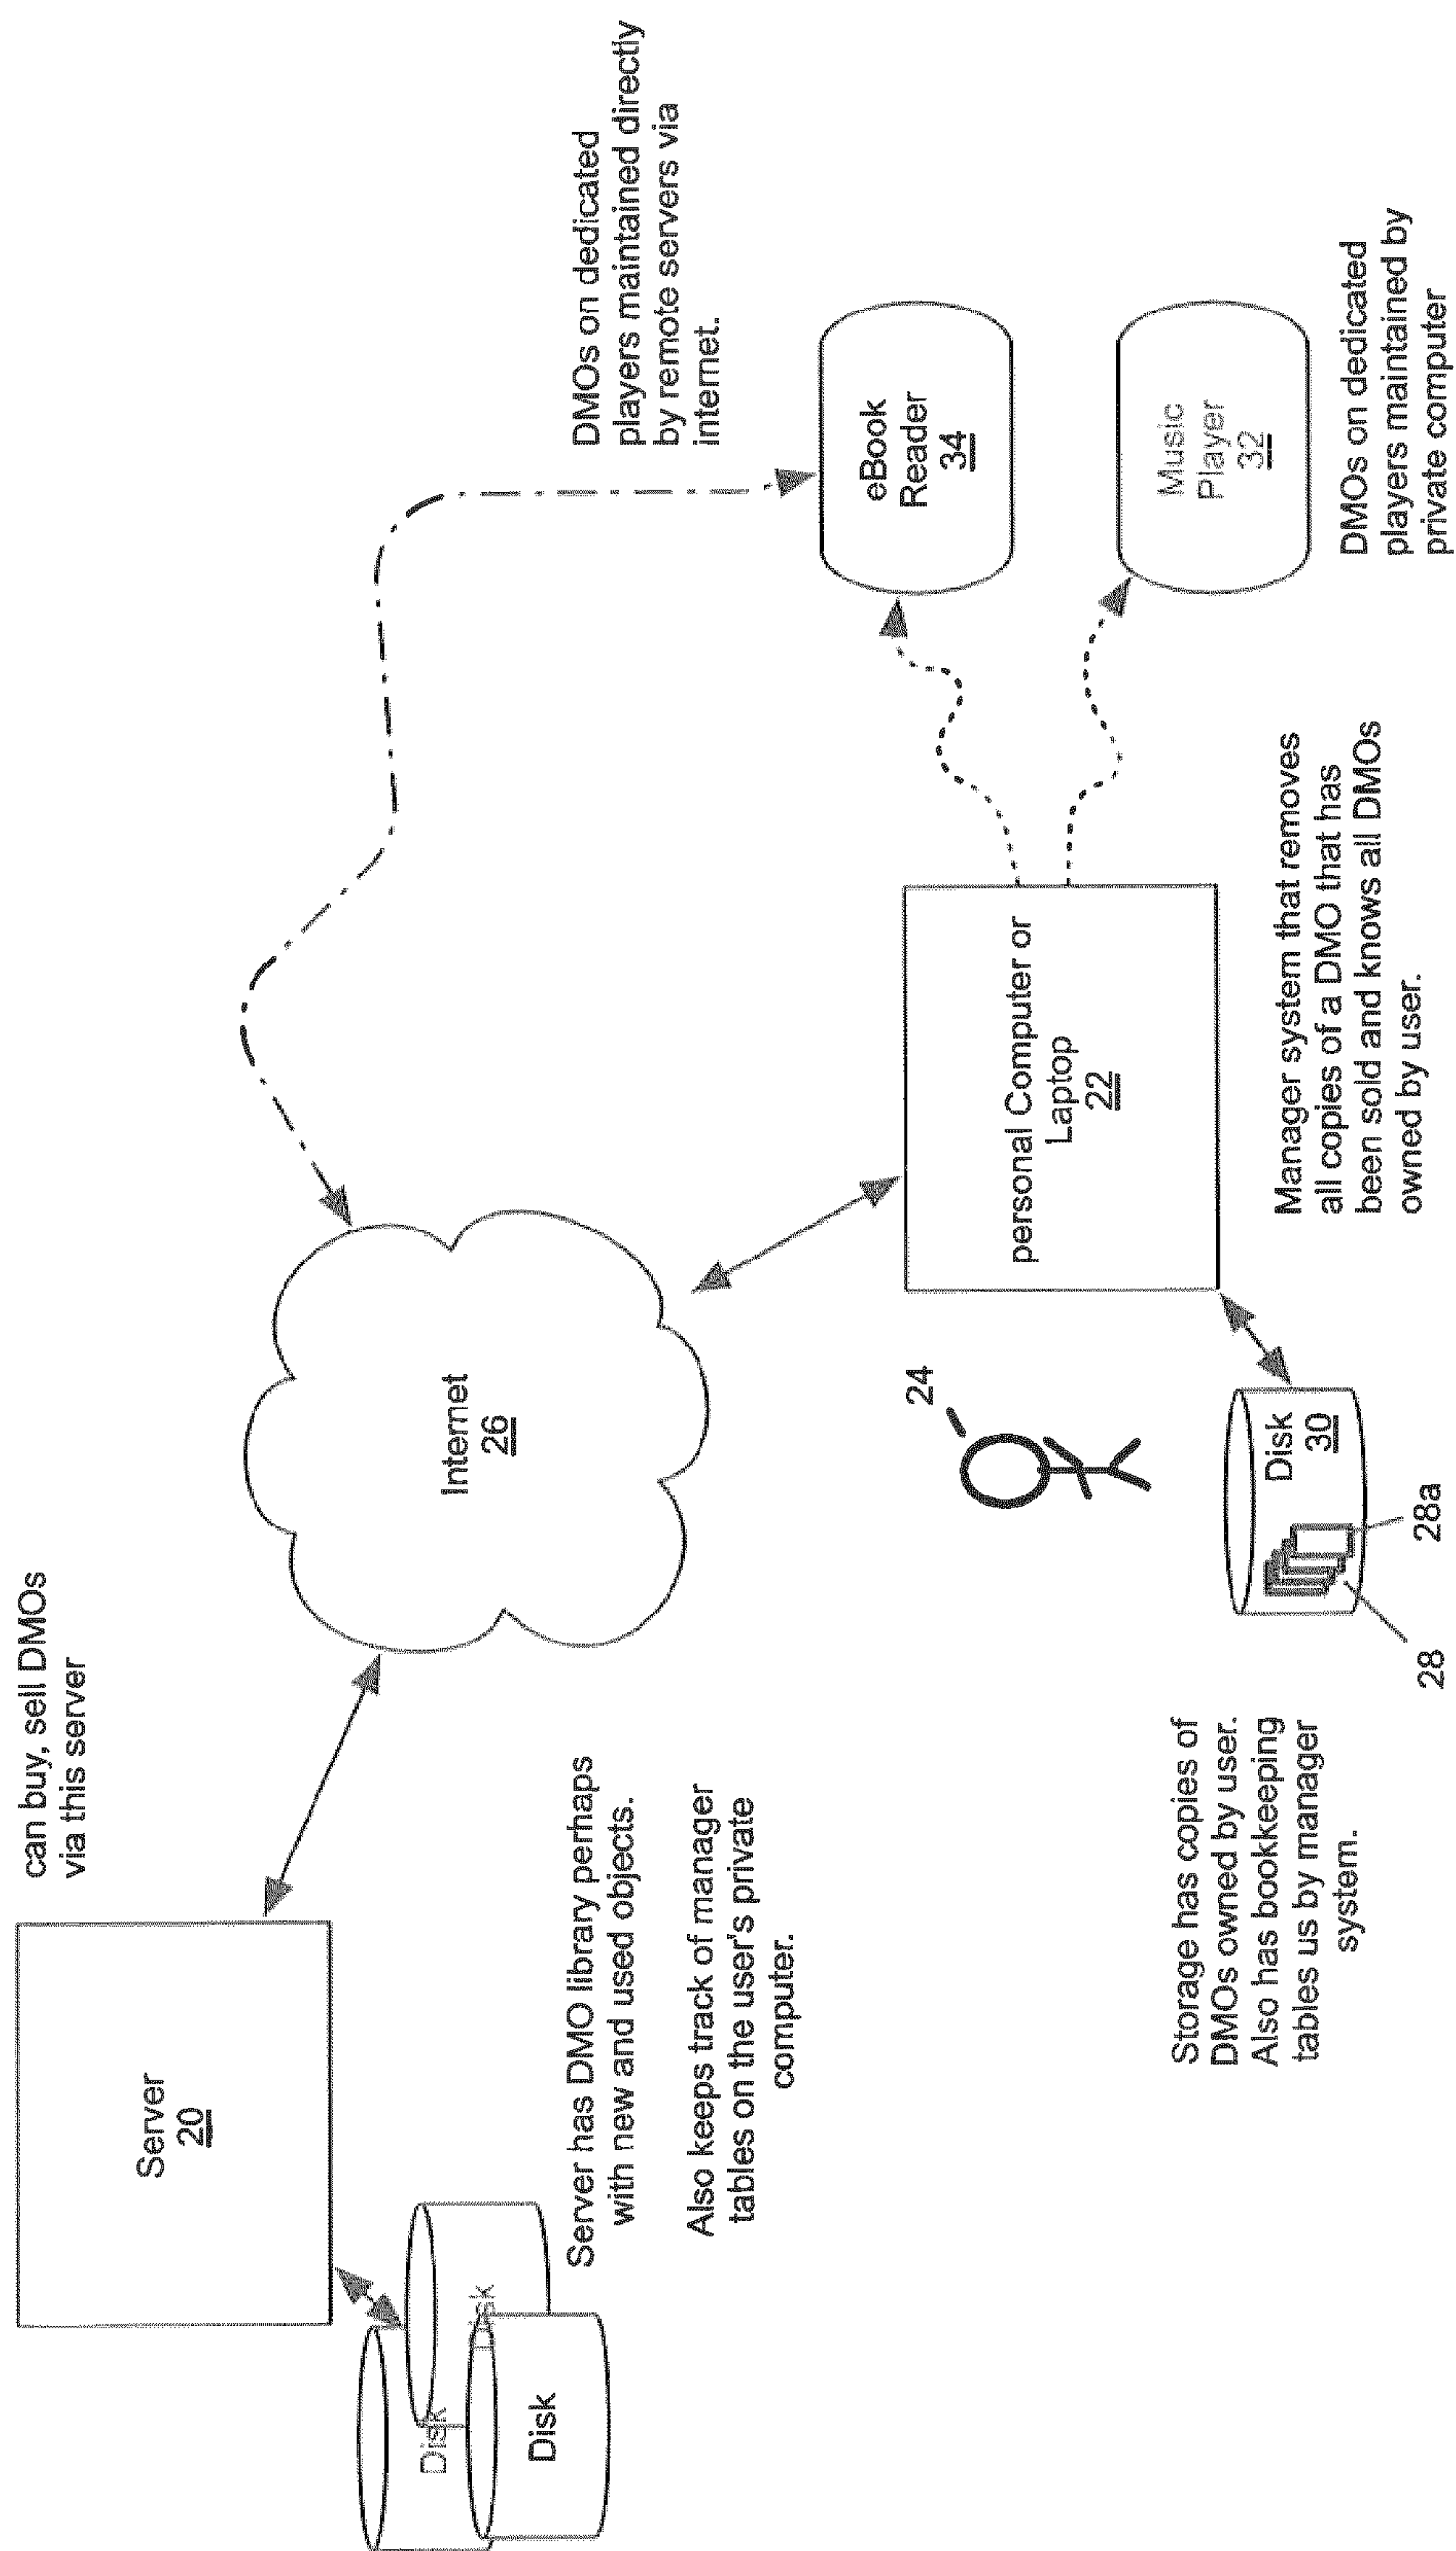 can buy, sell DMOs
via this server
Server
20
Disk
Disk
Disk
Server has DMO library perhaps
with new and used objects.
Also keeps track of manager
tables on the user's private
computer.
Internet
26
DMOs on dedicated
players maintained directly
by remote servers via
internet.
eBook
Reader
34
Music
Player
32
DMOs on dedicated
players maintained by
private computer
personal Computer or
Laptop
22
Manager system that removes
all copies of a DMO that has
been sold and knows all DMOs
owned by user.
24
Disk
30
28a
28
Storage has copies of
DMOs owned by user.
Also has bookkeeping
tables us by manager
system.